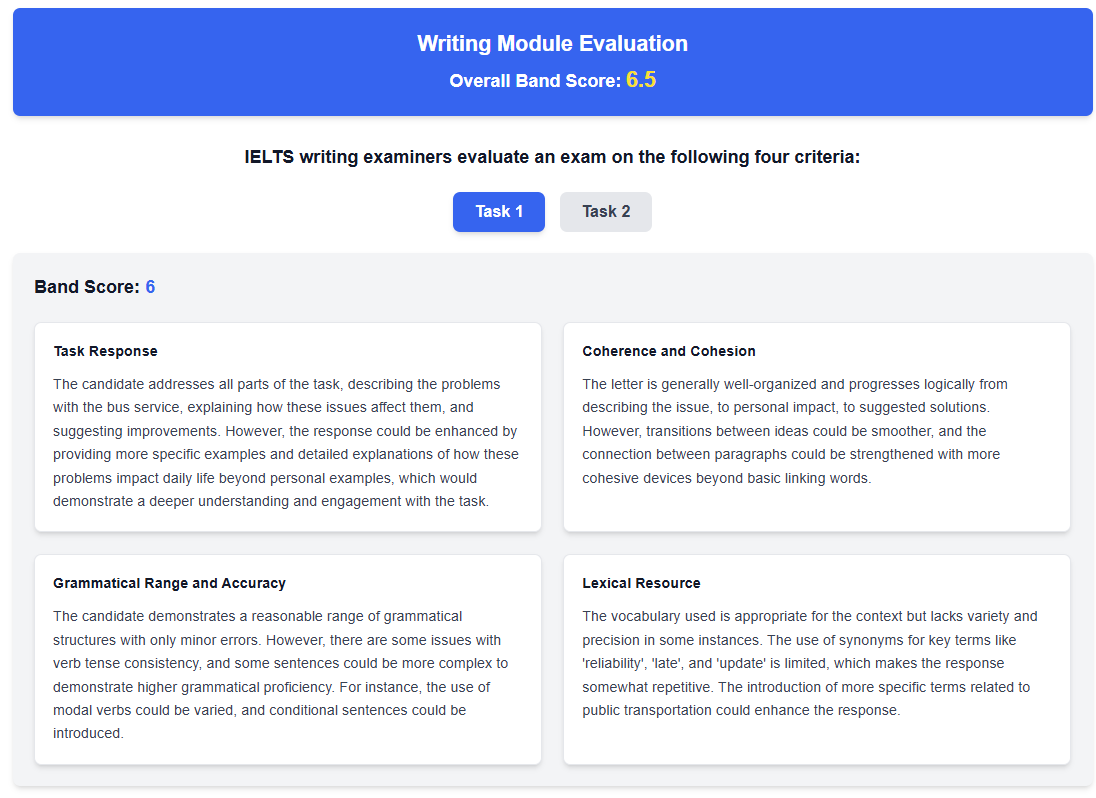 Writing Module Evaluation
Overall Band Score: 6.5
IELTS writing examiners evaluate an exam on the following four criteria:
Task 1
Task 2
Band Score: 6
Task Response
The candidate addresses all parts of the task, describing the problems
with the bus service, explaining how these issues affect them, and
suggesting improvements. However, the response could be enhanced by
providing more specific examples and detailed explanations of how these
problems impact daily life beyond personal examples, which would
demonstrate a deeper understanding and engagement with the task.
Coherence and Cohesion
The letter is generally well-organized and progresses logically from
describing the issue, to personal impact, to suggested solutions.
However, transitions between ideas could be smoother, and the
connection between paragraphs could be strengthened with more
cohesive devices beyond basic linking words.
Grammatical Range and Accuracy
The candidate demonstrates a reasonable range of grammatical
structures with only minor errors. However, there are some issues with
verb tense consistency, and some sentences could be more complex to
demonstrate higher grammatical proficiency. For instance, the use of
modal verbs could be varied, and conditional sentences could be
introduced.
Lexical Resource
The vocabulary used is appropriate for the context but lacks variety and
precision in some instances. The use of synonyms for key terms like
'reliability', 'late', and 'update' is limited, which makes the response
somewhat repetitive. The introduction of more specific terms related to
public transportation could enhance the response.